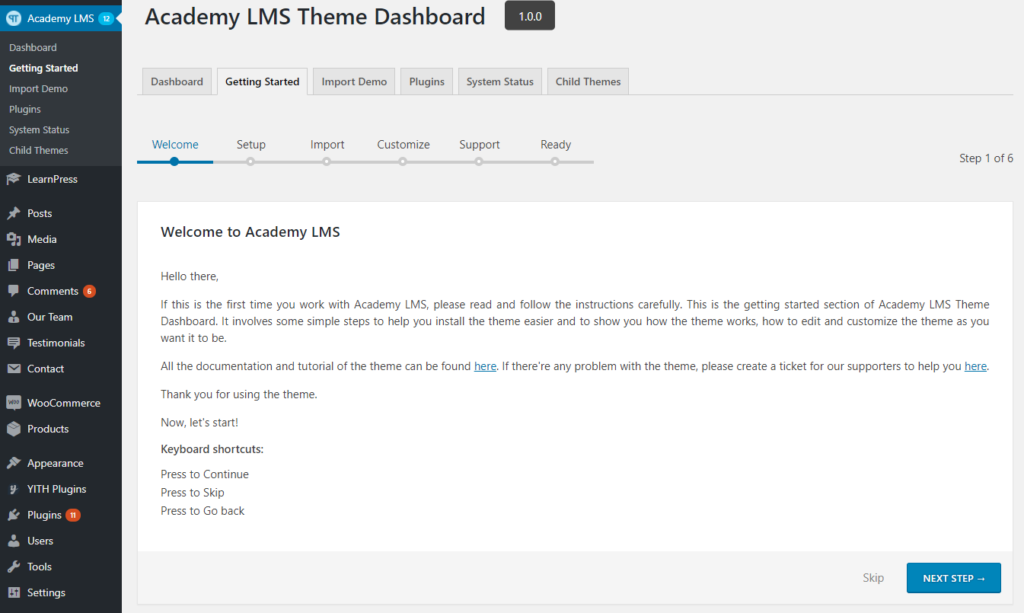 Academy LMS 12
Dashboard
Getting Started
Import Demo
Plugins
System Status
Child Themes
LearnPress
Posts
Media
Pages
Comments 6
Our Team
Testimonials
Contact
WooCommerce
Products
Appearance
YITH Plugins
Plugins 11
Users
Tools
Settings
Academy LMS Theme Dashboard 1.0.0
Dashboard Getting Started Import Demo Plugins System Status Child Themes
Welcome Setup Import Customize Support Ready
Step 1 of 6
Welcome to Academy LMS
Hello there,
If this is the first time you work with Academy LMS, please read and follow the instructions carefully. This is the getting started section of Academy LMS Theme
Dashboard. It involves some simple steps to help you install the theme easier and to show you how the theme works, how to edit and customize the theme as you
want it to be.
All the documentation and tutorial of the theme can be found here. If there're any problem with the theme, please create a ticket for our supporters to help you here.
Thank you for using the theme.
Now, let's start!
Keyboard shortcuts:
Press to Continue
Press to Skip
Press to Go back
Skip NEXT STEP →